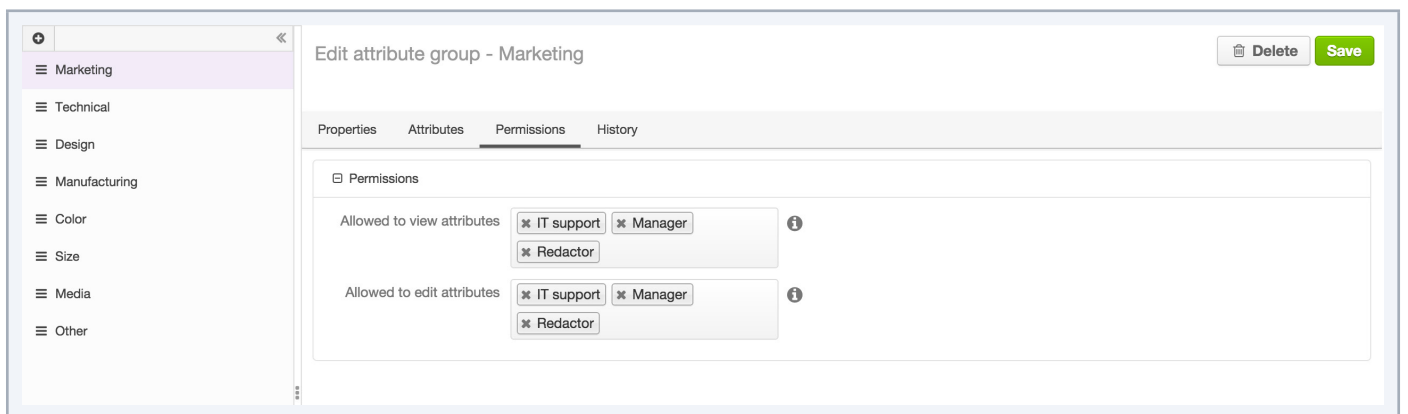 Edit attribute group - Marketing
Delete
Save
Marketing
Technical
Design
Manufacturing
Color
Size
Media
Other
Properties Attributes Permissions History
Permissions
Allowed to view attributes IT support Manager
Redactor
Allowed to edit attributes IT support Manager
Redactor